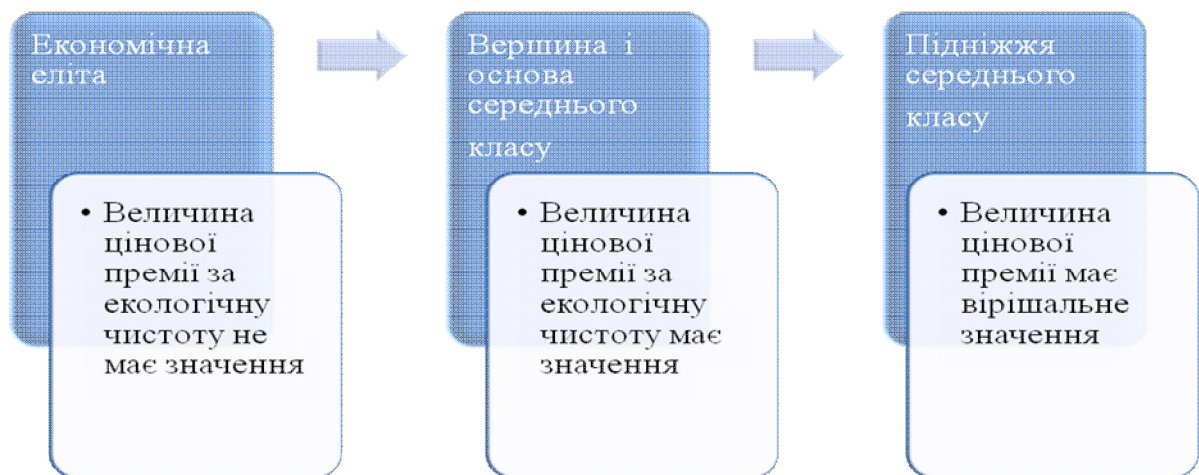 Економічна
еліта
• Величина
цінової
премії за
екологічну
чистоту не
має значення
Вершина і
основа
середнього
класу
• Величина
цінової
премії за
екологічну
чистоту має
значення
Підніжжя
середнього
класу
• Величина
цінової
премії має
вірішальне
значення